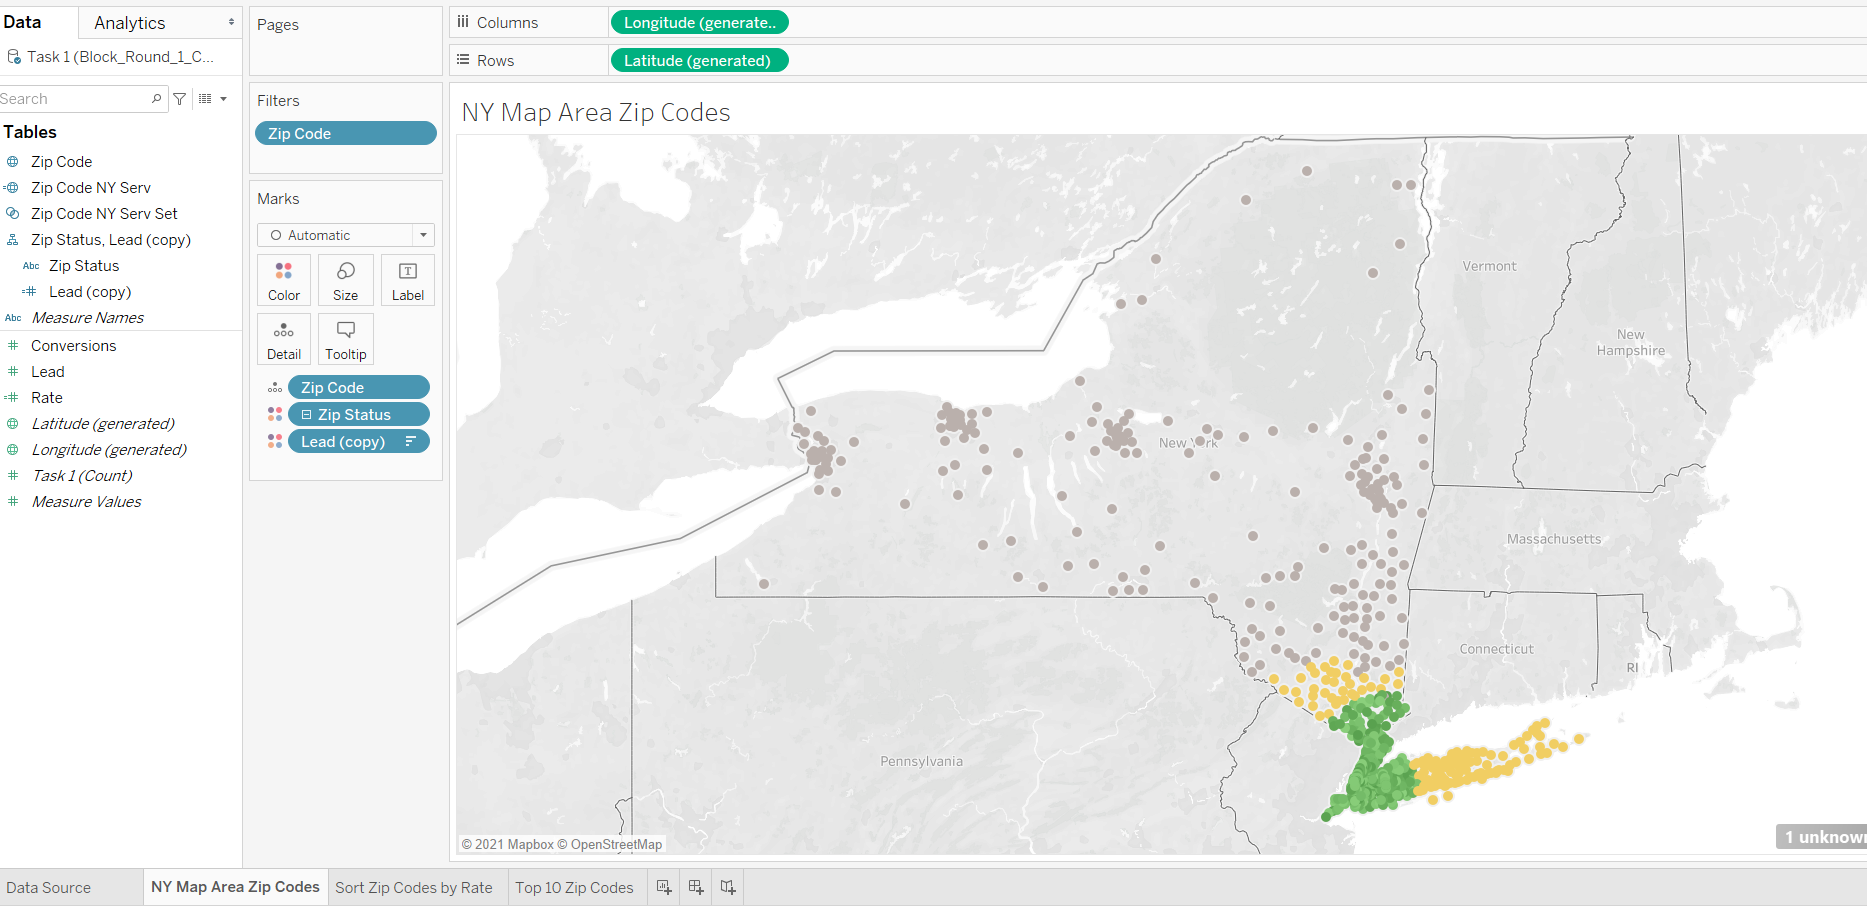 Data
Analytics
Task 1 (Block_Round_1_C...
Search
Tables
Zip Code
Zip Code NY Serv
Zip Code NY Serv Set
Zip Status, Lead (copy)
Abc Zip Status
Lead (copy)
Abc Measure Names
Conversions
Lead
Rate
Latitude (generated)
Longitude (generated)
Task 1 (Count)
Measure Values
Pages
Filters
Zip Code
Marks
Automatic
Color
Size
Label
Detail
Tooltip
Zip Code
Zip Status
Lead (copy)
Columns
Longitude (generate..
Rows
Latitude (generated)
NY Map Area Zip Codes
Vermont
New
Hampshire
New York
Massachusetts
Connecticut
RI
Pennsylvania
© 2021 Mapbox © OpenStreetMap
1 unknown
Data Source
NY Map Area Zip Codes
Sort Zip Codes by Rate
Top 10 Zip Codes